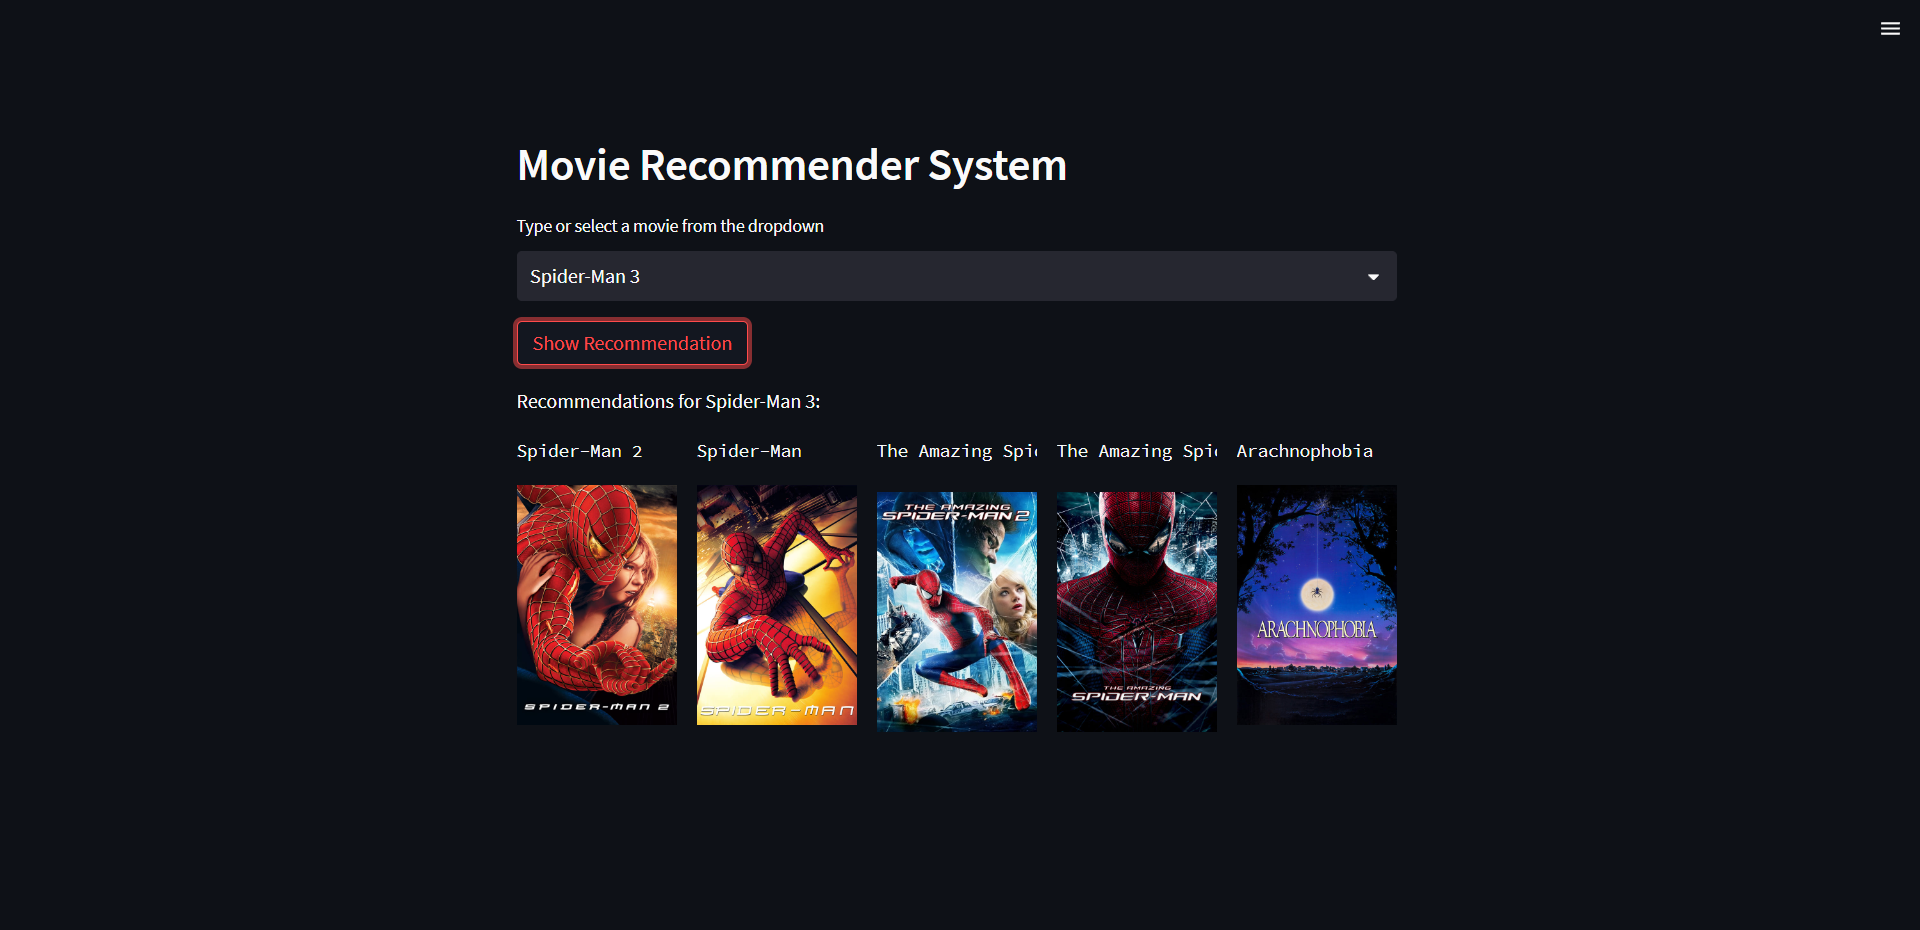 Movie Recommender System
Type or select a movie from the dropdown
Spider-Man 3
Show Recommendation
Recommendations for Spider-Man 3:
Spider-Man 2
Spider-Man
The Amazing Spi
The Amazing Spi
Arachnophobia
SPIDER-MAN 2
SPIDER-MAN
THE AMAZING
SPIDER-MAN 2
THE AMAZING
SPIDER-MAN
ARACHNOPHOBIA